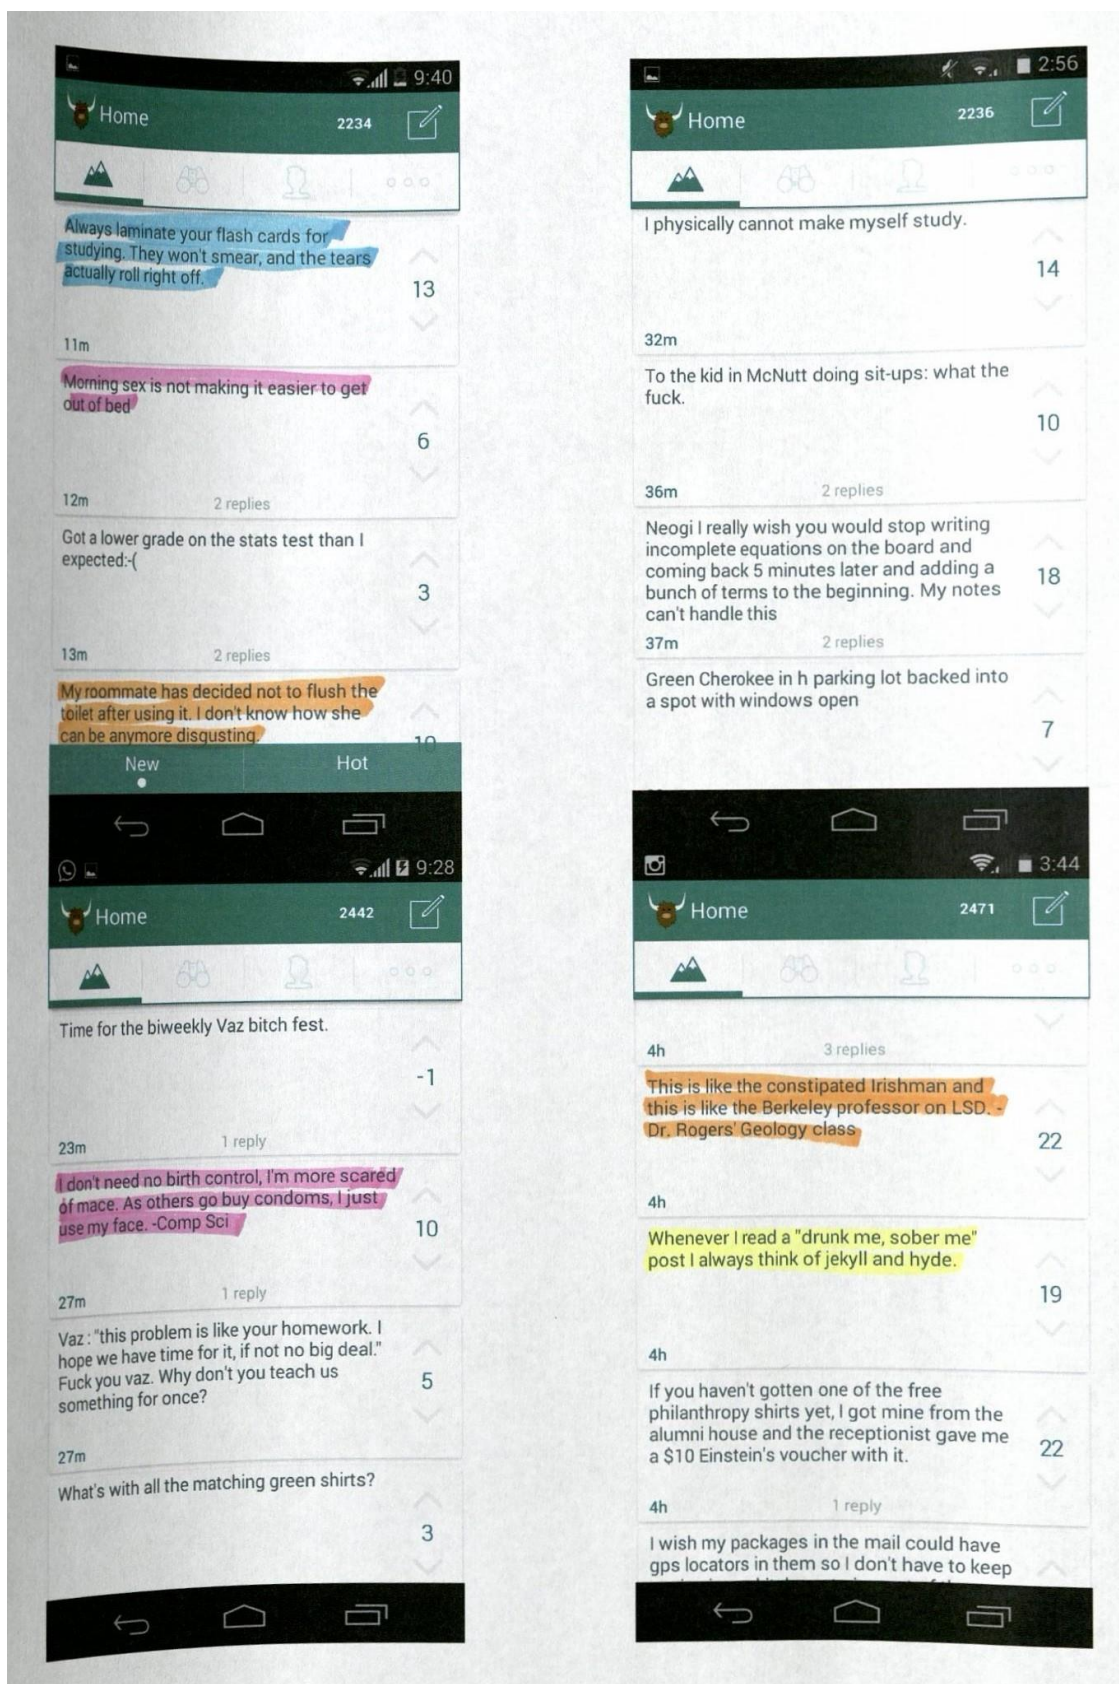 9:40
Home
2234
Always laminate your flash cards for
studying. They won't smear, and the tears
actually roll right off.
13
11m
Morning sex is not making it easier to get
out of bed
6
12m
2 replies
Got a lower grade on the stats test than I
expected:-(
3
13m
2 replies
My roommate has decided not to flush the
toilet after using it. I don't know how she
can be anymore disgusting.
10
New
Hot
9:28
Home
2442
Time for the biweekly Vaz bitch fest.
-1
23m
1 reply
I don't need no birth control, I'm more scared
of mace. As others go buy condoms, I just
use my face. -Comp Sci
10
27m
1 reply
Vaz : "this problem is like your homework. I
hope we have time for it, if not no big deal."
Fuck you vaz. Why don't you teach us
something for once?
5
27m
What's with all the matching green shirts?
3
2:56
Home
2236
I physically cannot make myself study.
14
32m
To the kid in McNutt doing sit-ups: what the
fuck.
10
36m
2 replies
Neogi I really wish you would stop writing
incomplete equations on the board and
coming back 5 minutes later and adding a
bunch of terms to the beginning. My notes
can't handle this
18
37m
2 replies
Green Cherokee in h parking lot backed into
a spot with windows open
7
3:44
Home
2471
4h
3 replies
This is like the constipated Irishman and
this is like the Berkeley professor on LSD. -
Dr. Rogers' Geology class
22
4h
Whenever I read a "drunk me, sober me"
post I always think of jekyll and hyde.
19
4h
If you haven't gotten one of the free
philanthropy shirts yet, I got mine from the
alumni house and the receptionist gave me
a $10 Einstein's voucher with it.
22
4h
1 reply
I wish my packages in the mail could have
gps locators in them so I don't have to keep